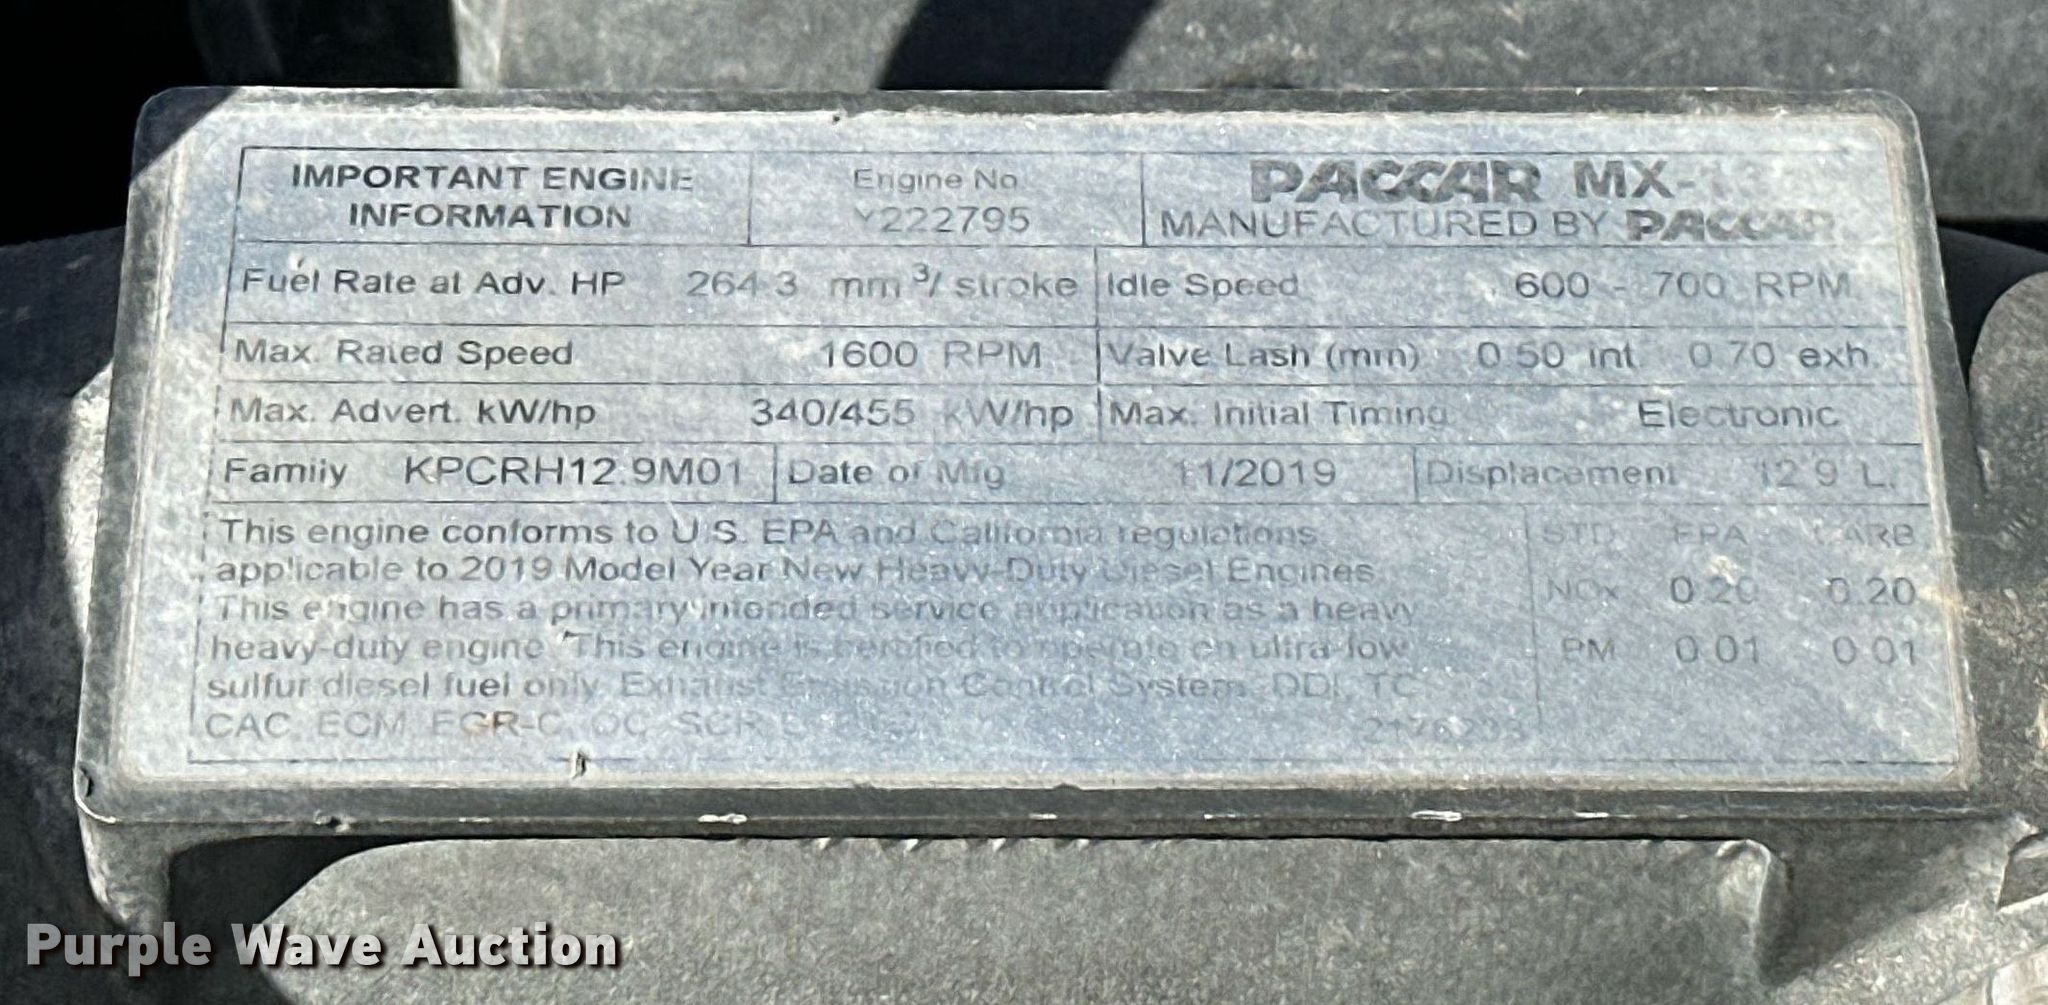 IMPORTANT ENGINE INFORMATION
Engine No
Y222795
PACCAR MX-13
MANUFACTURED BY PACCAR
Fuel Rate at Adv. HP 264.3 mm³/ stroke
Idle Speed 600 - 700 RPM
Max. Rated Speed 1600 RPM
Valve Lash (mm) 0.50 int. 0.70 exh.
Max. Advert. kW/hp 340/455 kW/hp
Max. Initial Timing Electronic
Family KPCRH12.9M01
Date of Mfg 11/2019
Displacement 12.9 L.
This engine conforms to U.S. EPA and California regulations
applicable to 2019 Model Year New Heavy-Duty Diesel Engines
This engine has a primary intended service application as a heavy
heavy-duty engine. This engine is certified to operate on ultra-low
sulfur diesel fuel only. Exhaust Emission Control System: DDI, TC
CAC, ECM, EGR-C, OC, SCR
STD EPA CARB
NOx 0.20 0.20
PM 0.01 0.01
Purple Wave Auction